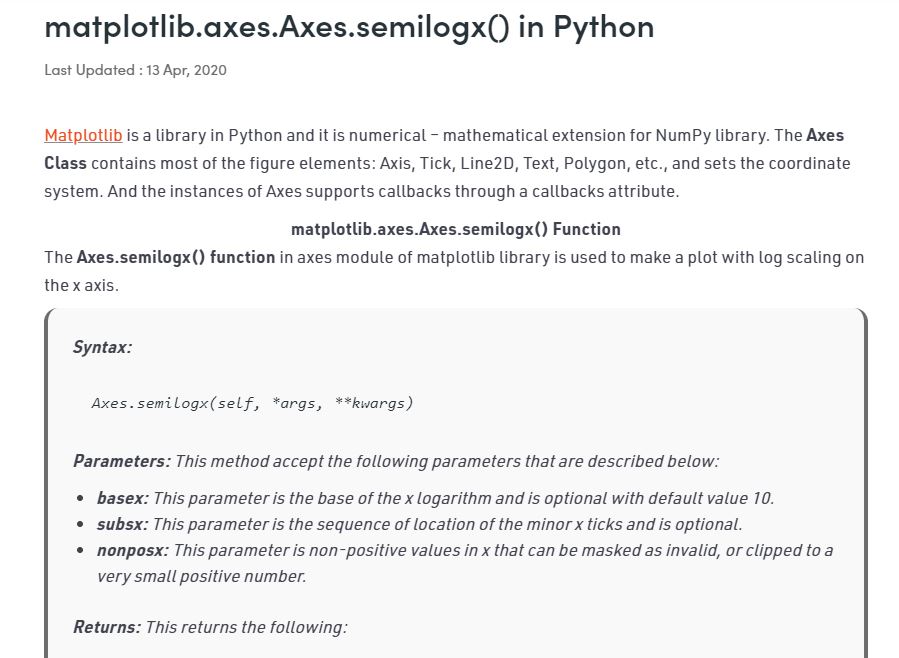 matplotlib.axes.Axes.semilogx() in Python
Last Updated : 13 Apr, 2020
Matplotlib is a library in Python and it is numerical – mathematical extension for NumPy library. The Axes
Class contains most of the figure elements: Axis, Tick, Line2D, Text, Polygon, etc., and sets the coordinate
system. And the instances of Axes supports callbacks through a callbacks attribute.
matplotlib.axes.Axes.semilogx() Function
The Axes.semilogx() function in axes module of matplotlib library is used to make a plot with log scaling on
the x axis.
Syntax:
Axes.semilogx(self, *args, **kwargs)
Parameters: This method accept the following parameters that are described below:
• basex: This parameter is the base of the x logarithm and is optional with default value 10.
• subsx: This parameter is the sequence of location of the minor x ticks and is optional.
• nonposx: This parameter is non-positive values in x that can be masked as invalid, or clipped to a
very small positive number.
Returns: This returns the following: